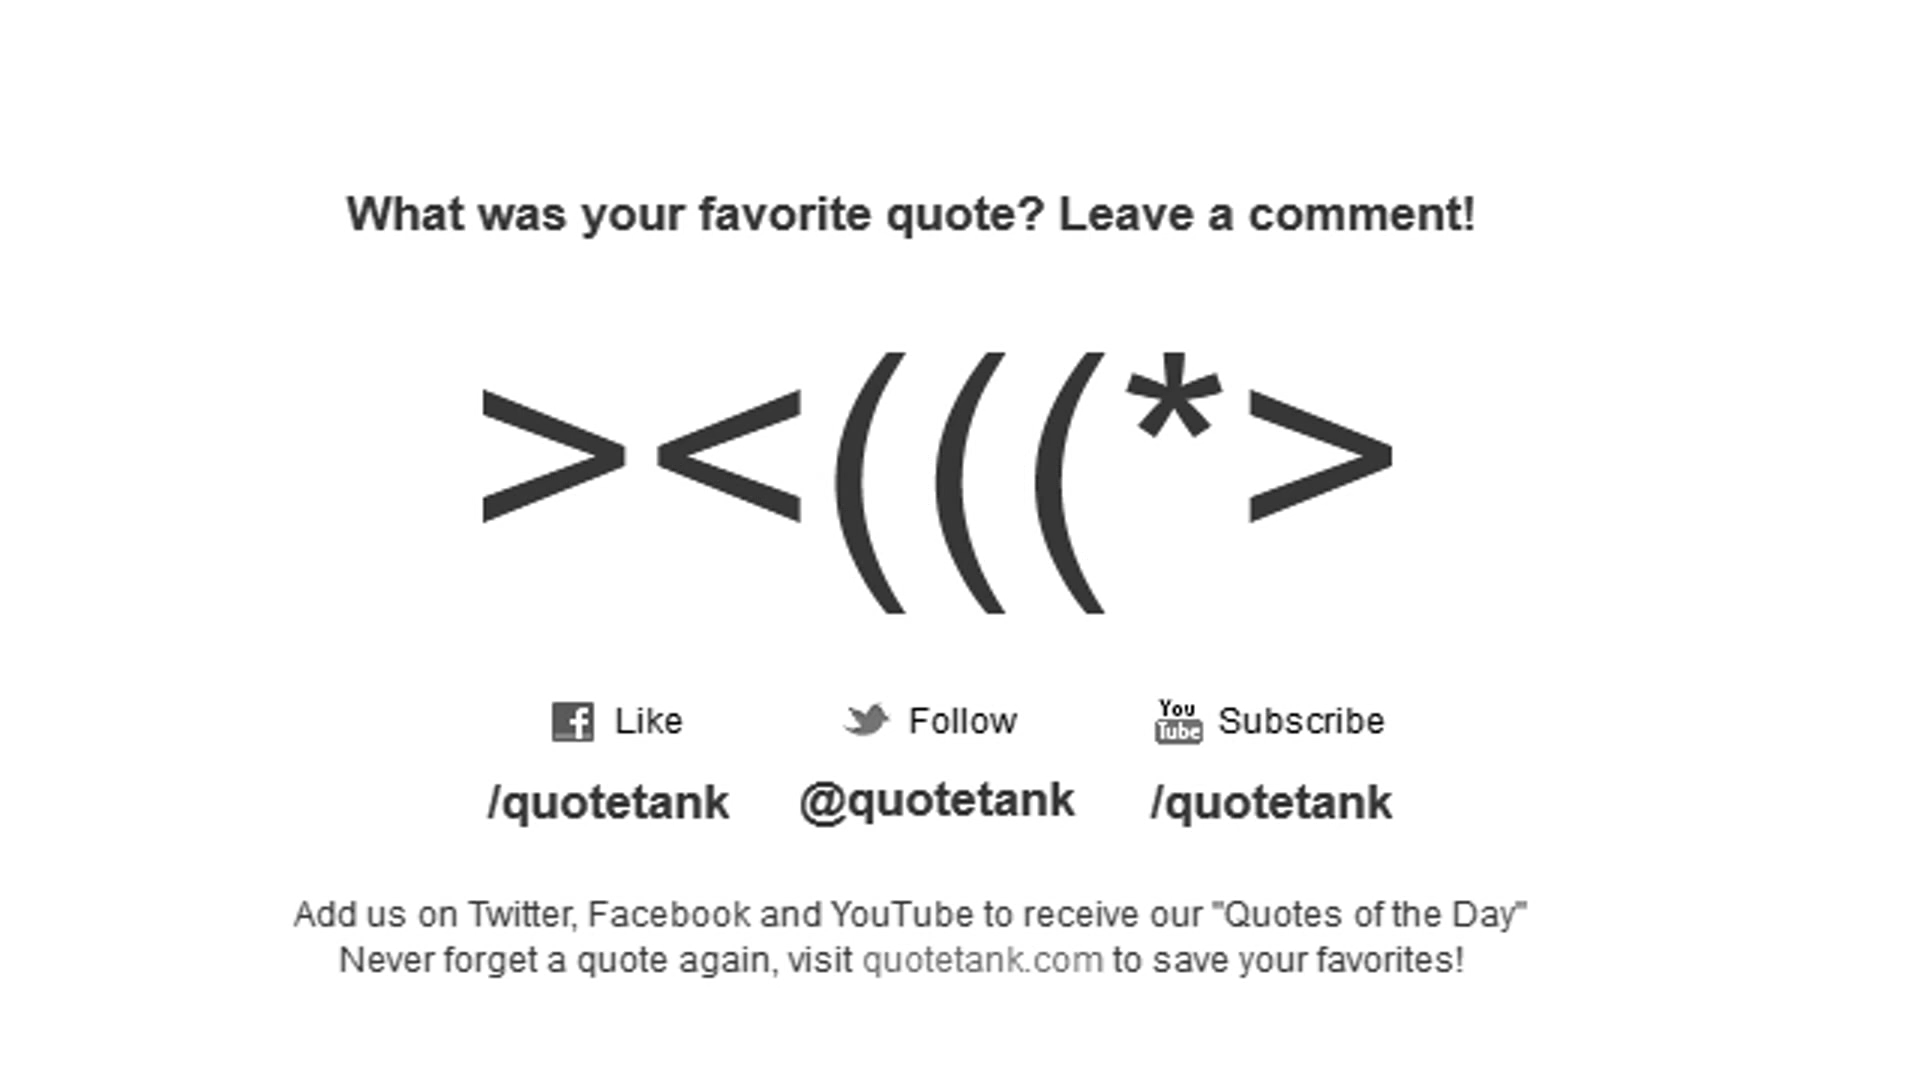 What was your favorite quote? Leave a comment!
><(((*>
f Like Follow You Tube Subscribe
/quotetank @quotetank /quotetank
Add us on Twitter, Facebook and YouTube to receive our "Quotes of the Day"
Never forget a quote again, visit quotetank.com to save your favorites!